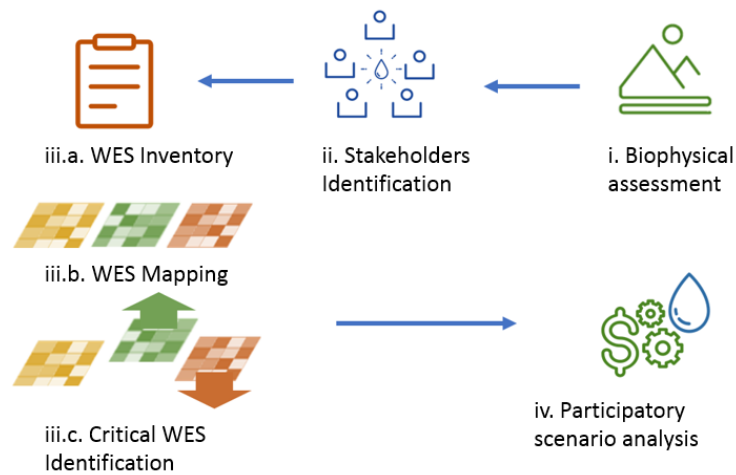 iii.a. WES Inventory
ii. Stakeholders
Identification
i. Biophysical
assessment
iii.b. WES Mapping
iii.c. Critical WES
Identification
iv. Participatory
scenario analysis